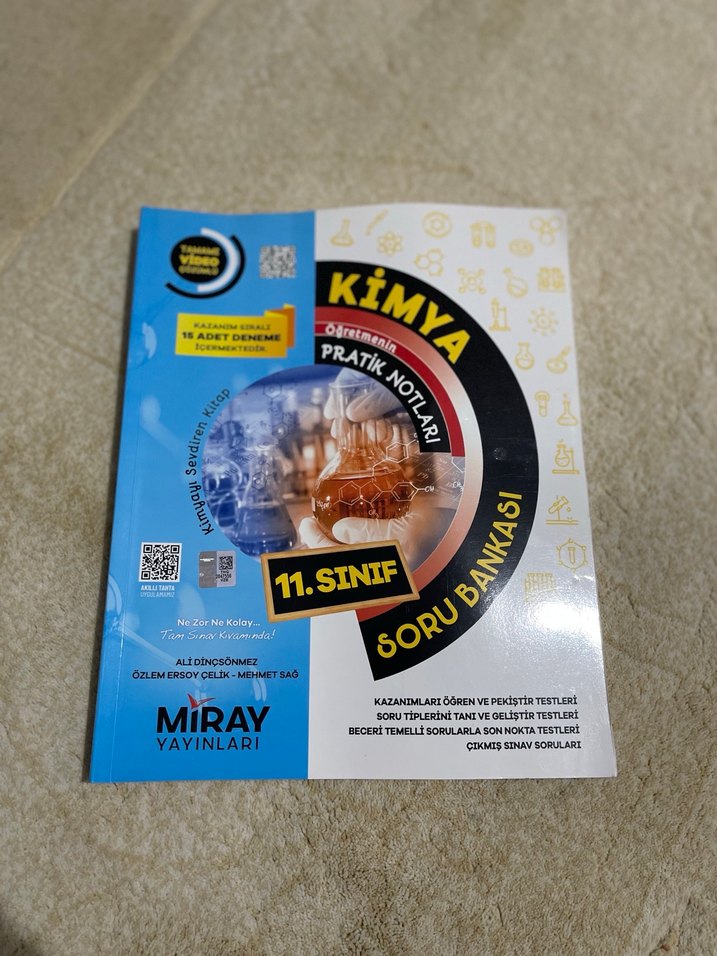 TAMAMI
VİDEO
ÇÖZÜMLÜ
KAZANIM SIRALI
15 ADET DENEME
İÇERMEKTEDİR.
KİMYA
Öğretmenin
PRATİK NOTLARI
Kimyayı Sevdiren Kitap
11. SINIF
SORU BANKASI
AKILLI TAHTA
UYGULAMAMIZ
Ne Zor Ne Kolay...
Tam Sınav Kıvamında!
ALİ DİNÇSÖNMEZ
ÖZLEM ERSOY ÇELİK - MEHMET SAĞ
MİRAY
YAYINLARI
KAZANIMLARI ÖĞREN VE PEKİŞTİR TESTLERİ
SORU TİPLERİNİ TANI VE GELİŞTİR TESTLERİ
BECERİ TEMELLİ SORULARLA SON NOKTA TESTLERİ
ÇIKMIŞ SINAV SORULARI